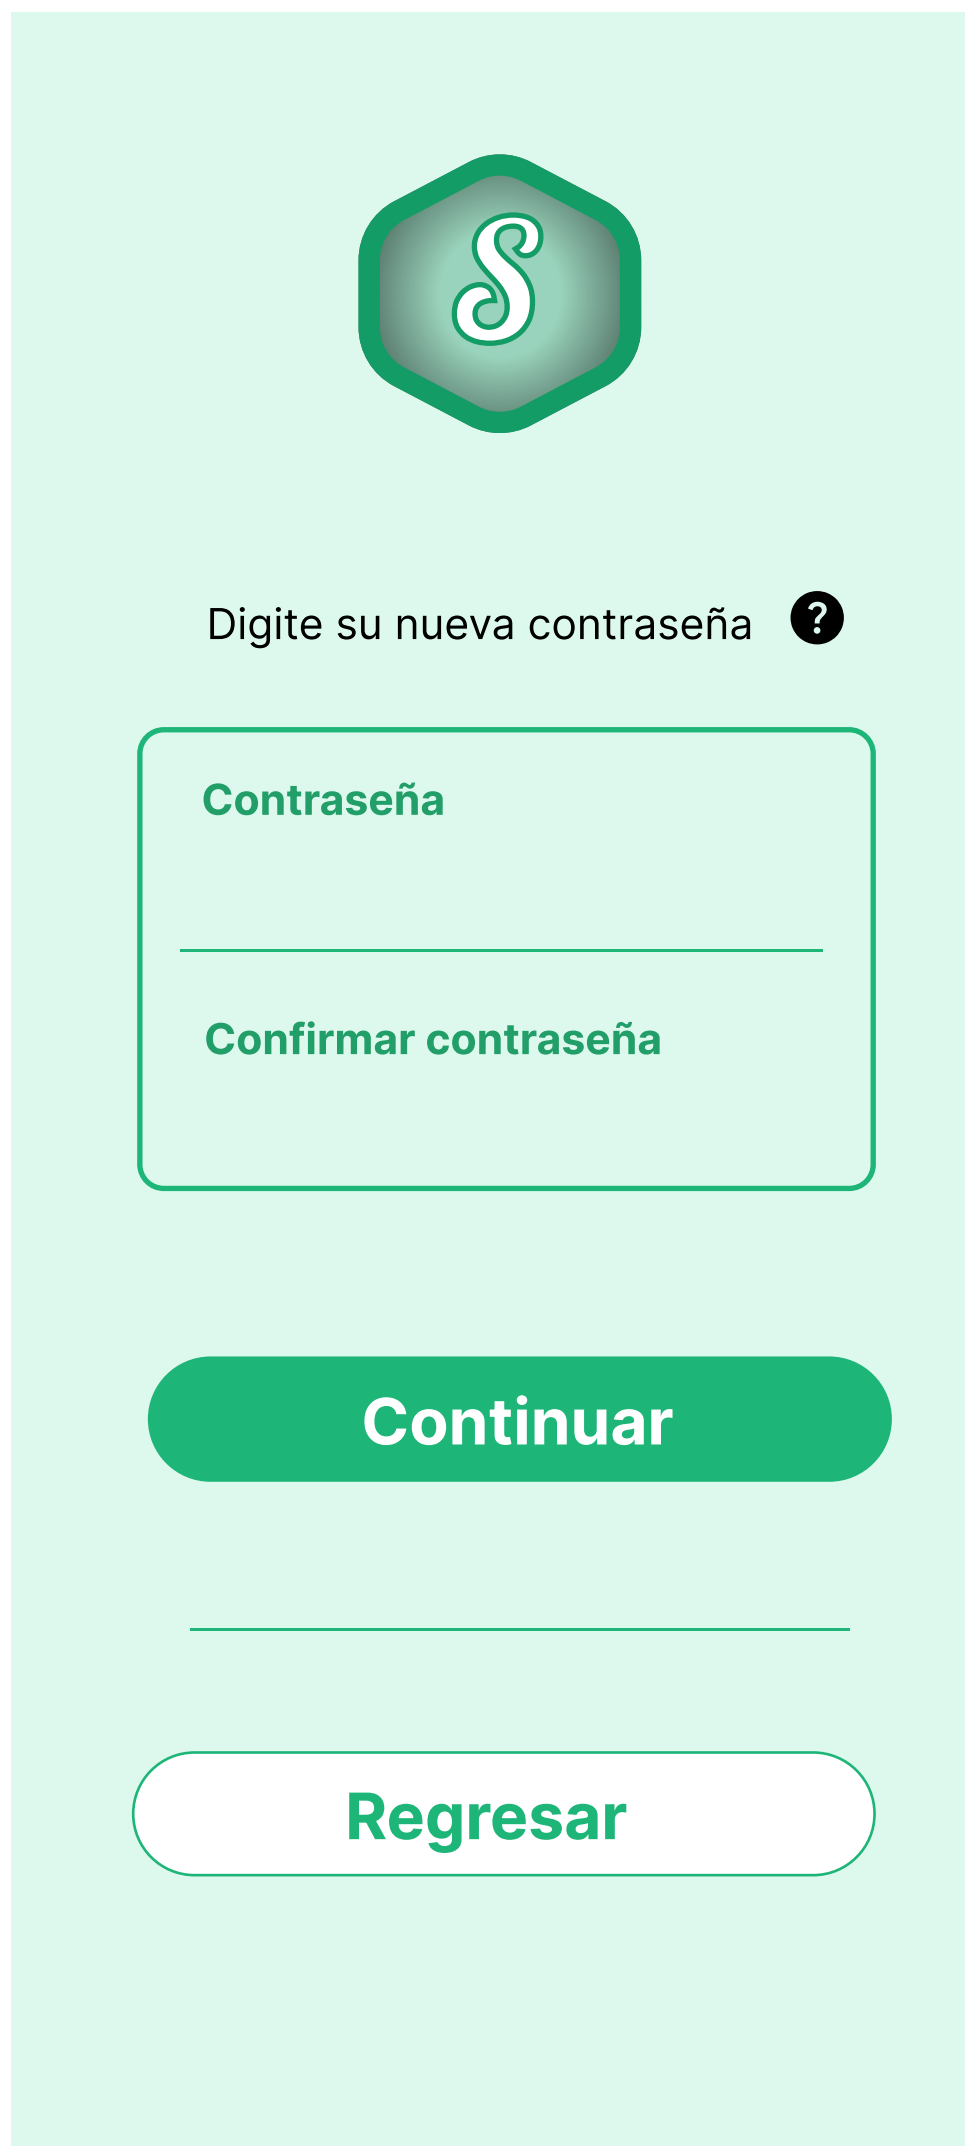 S
Digite su nueva contraseña ?
Contraseña
Confirmar contraseña
Continuar
Regresar